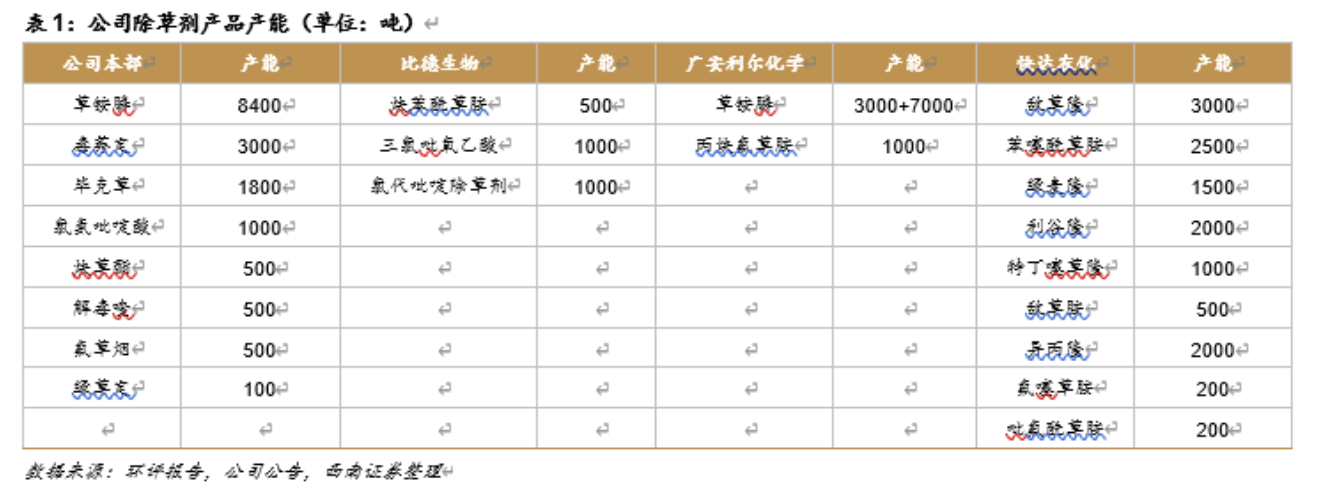 表 1：公司除草剂产品产能（单位：吨）
公司本部 产能 比德生物 产能 广安利尔化学 产能 快达农化 产能
草铵膦 8400 炔苯酰草胺 500 草铵膦 3000+7000 敌草隆 3000
毒莠定 3000 三氯吡氧乙酸 1000 丙炔氟草胺 1000 苯噻酰草胺 2500
毕克草 1800 氯代吡啶除草剂 1000 绿麦隆 1500
氯氟吡啶酸 1000 利谷隆 2000
炔草酯 500 特丁噻草隆 1000
解毒喹 500 敌草胺 500
氟草烟 500 异丙隆 2000
绿草定 100 氟噻草胺 200
吡氟酰草胺 200
数据来源：环评报告，公司公告，西南证券整理